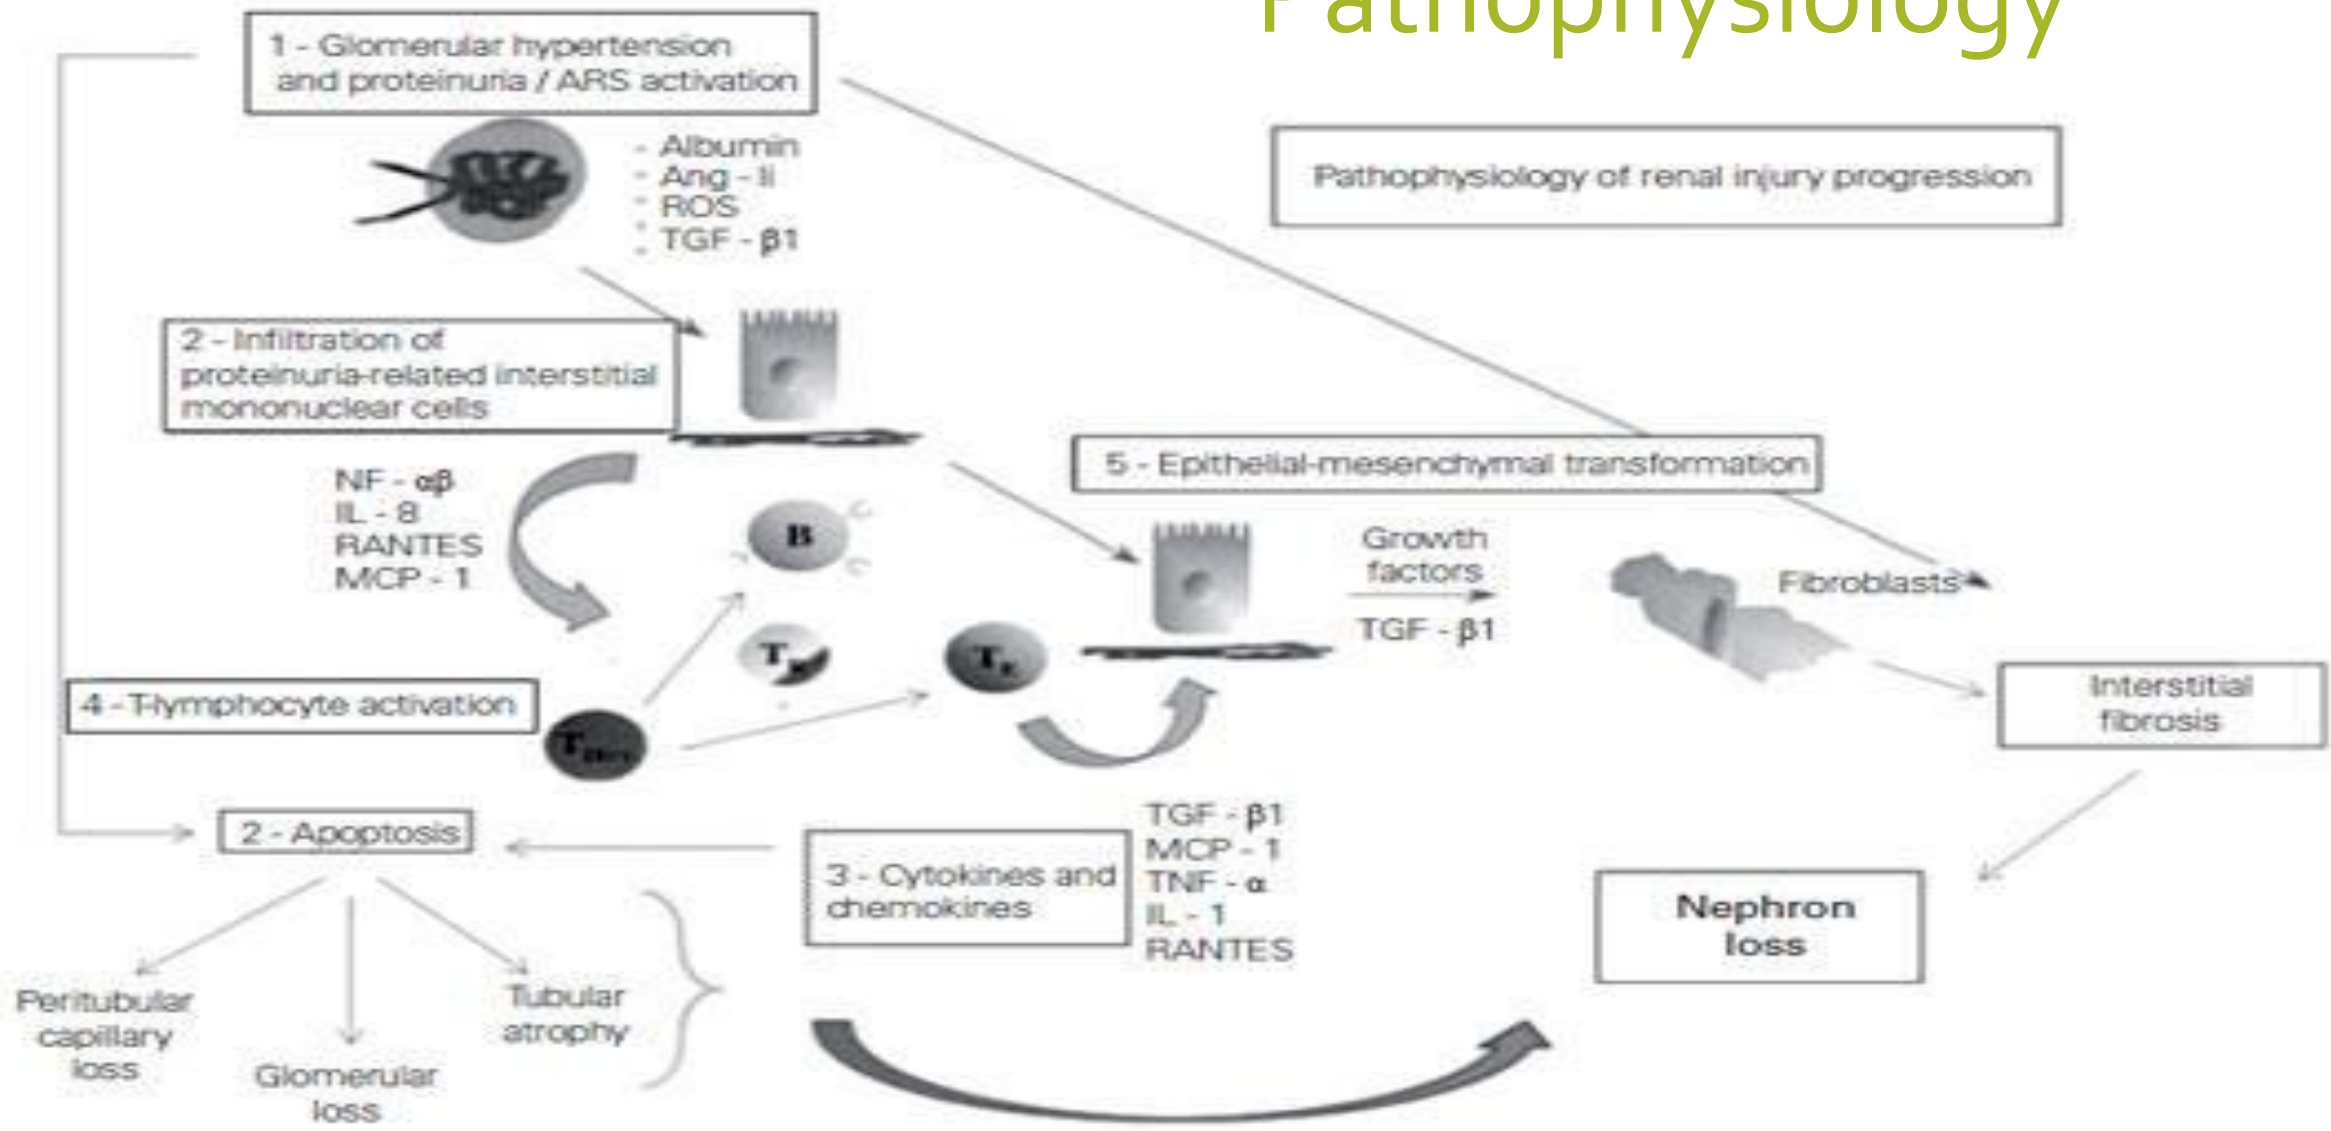 Pathophysiology
1 - Glomerular hypertension
and proteinuria / ARS activation
- Albumin
- Ang - Ii
- ROS
- TGF - β1
Pathophysiology of renal injury progression
2 - Infiltration of
proteinuria-related interstitial
mononuclear cells
NF - αβ
IL - 8
RANTES
MCP - 1
B
5 - Epithelial-mesenchymal transformation
Growth
factors
TGF - β1
Fibroblasts
Interstitial
fibrosis
4 - T-lymphocyte activation
2 - Apoptosis
3 - Cytokines and
chemokines
TGF - β1
MCP - 1
TNF - α
IL - 1
RANTES
Nephron
loss
Peritubular
capillary
loss
Glomerular
loss
Tubular
atrophy